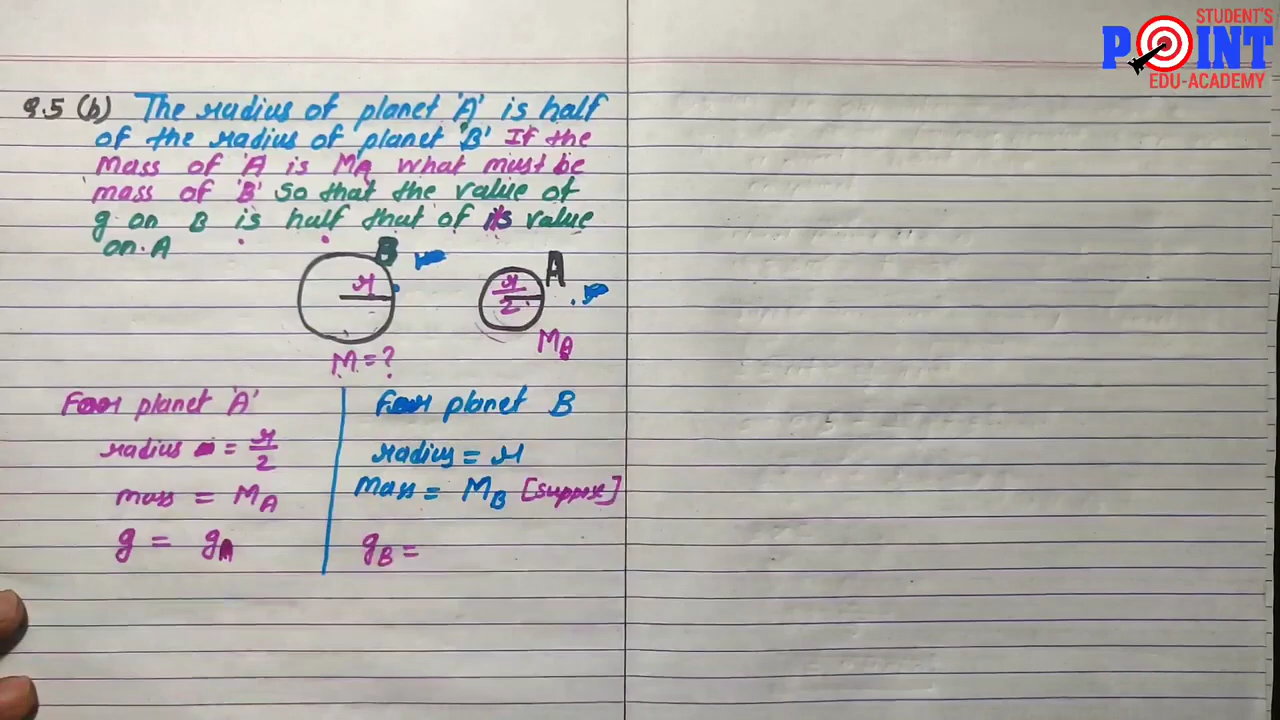 STUDENT'S
POINT
EDU-ACADEMY
Q.5 (b) The radius of planet 'A' is half
of the radius of planet 'B' If the
Mass of 'A is MA what must be
mass of 'B' So that the value of
g on B is half that of its value
on A
B
A
r
r/2
M = ?
MA
For planet 'A'
radius = r/2
mass = MA
g = gA
For planet B
radius = r
Mass = MB [suppose]
gB =